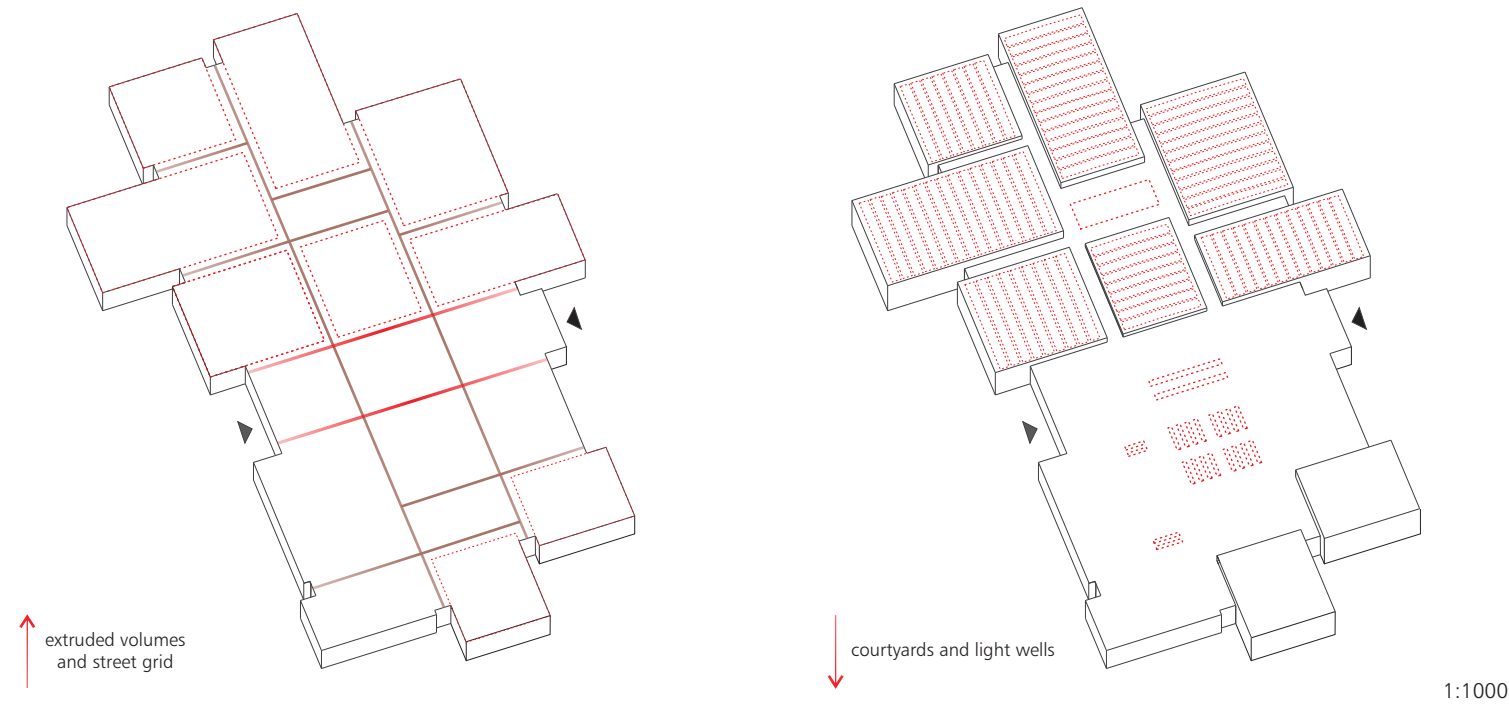 extruded volumes
and street grid
courtyards and light wells
1:1000